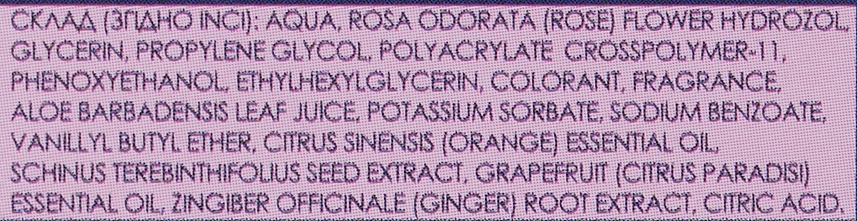 СКЛАД (ЗГІДНО INCI): AQUA, ROSA ODORATA (ROSE) FLOWER HYDROZOL,
GLYCERIN, PROPYLENE GLYCOL, POLYACRYLATE CROSSPOLYMER-11,
PHENOXYETHANOL, ETHYLHEXYLGLYCERIN, COLORANT, FRAGRANCE,
ALOE BARBADENSIS LEAF JUICE, POTASSIUM SORBATE, SODIUM BENZOATE,
VANILLYL BUTYL ETHER, CITRUS SINENSIS (ORANGE) ESSENTIAL OIL,
SCHINUS TEREBINTHIFOLIUS SEED EXTRACT, GRAPEFRUIT (CITRUS PARADISI)
ESSENTIAL OIL, ZINGIBER OFFICINALE (GINGER) ROOT EXTRACT, CITRIC ACID.